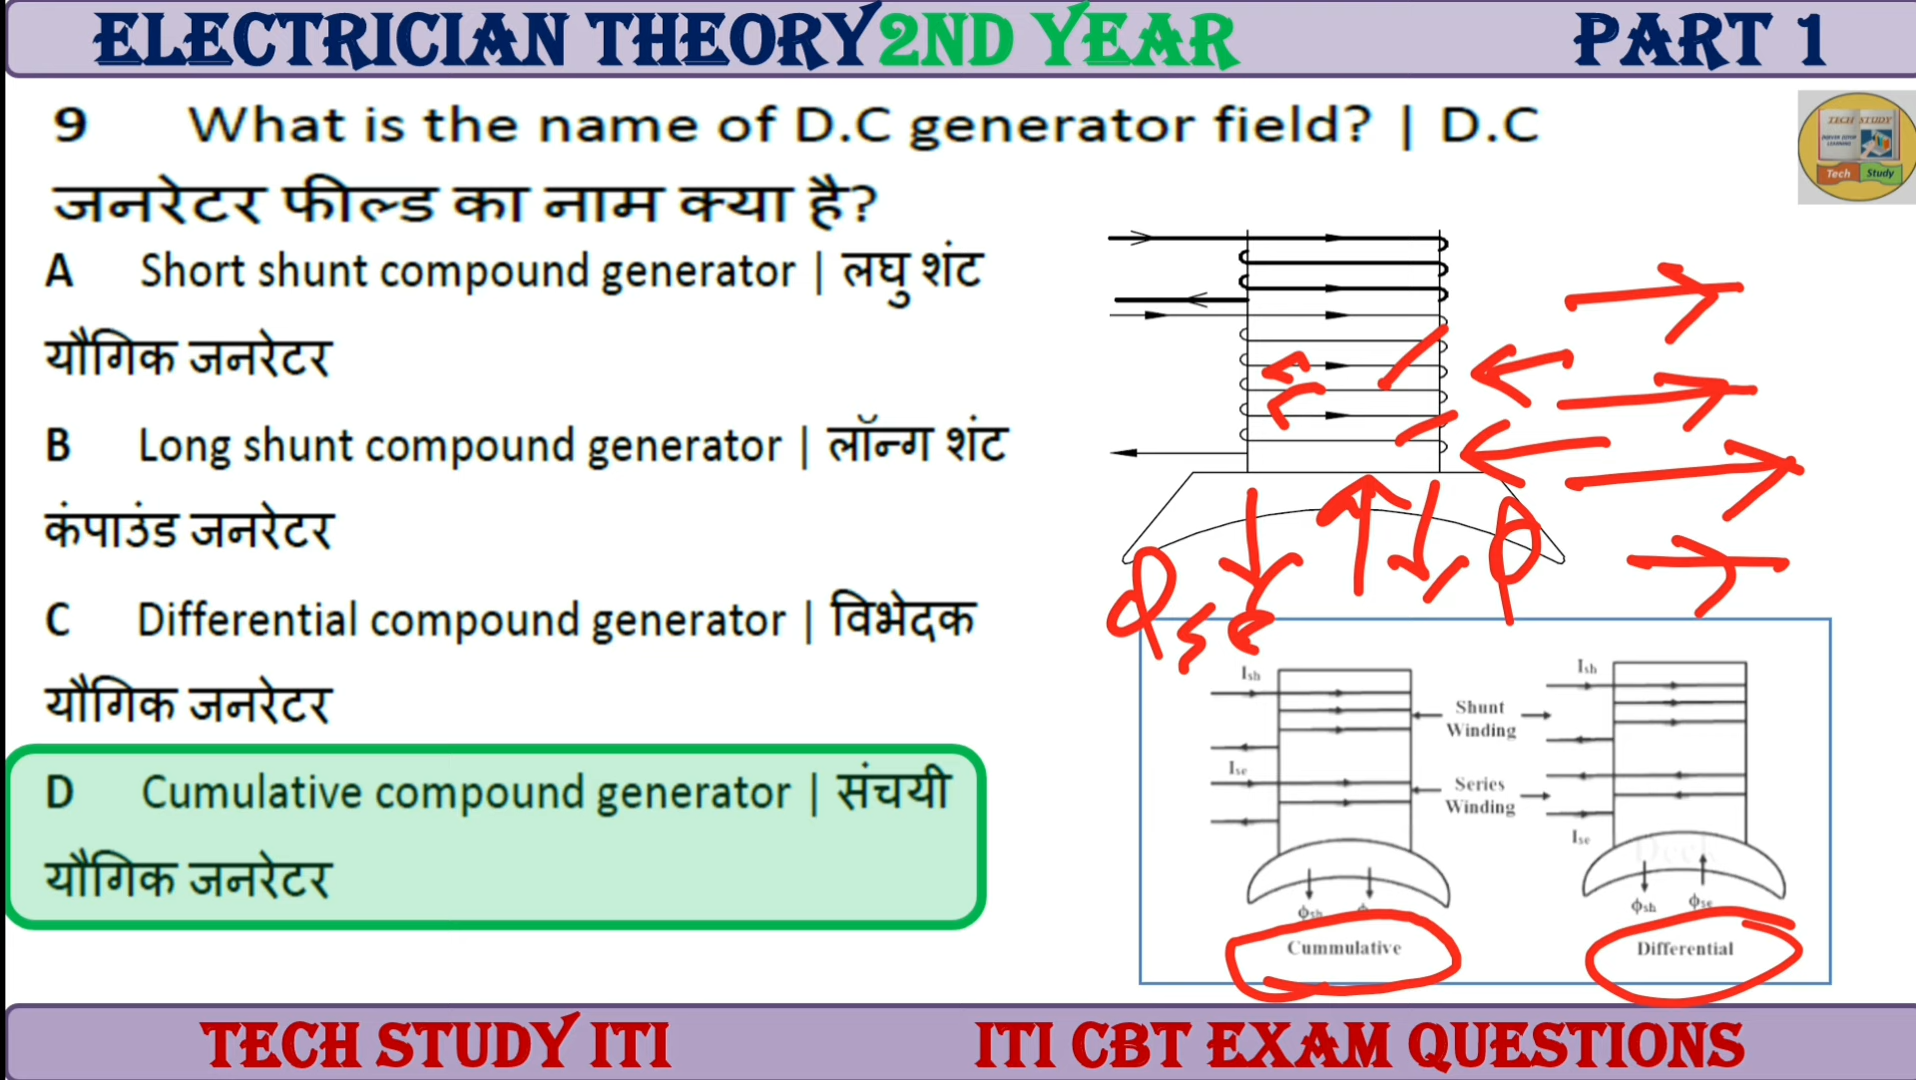 ELECTRICIAN THEORY 2ND YEAR PART 1
9 What is the name of D.C generator field? | D.C
जनरेटर फील्ड का नाम क्या है?
TECH STUDY
Tech Study
A Short shunt compound generator | लघु शंट
यौगिक जनरेटर
B Long shunt compound generator | लॉन्ग शंट
कंपाउंड जनरेटर
C Differential compound generator | विभेदक
यौगिक जनरेटर
D Cumulative compound generator | संचयी
यौगिक जनरेटर
φse φ
Ish Ish
Shunt
Winding
Ise
Series
Winding
Ise
φsh φsh φse
Cummulative Differential
TECH STUDY ITI ITI CBT EXAM QUESTIONS